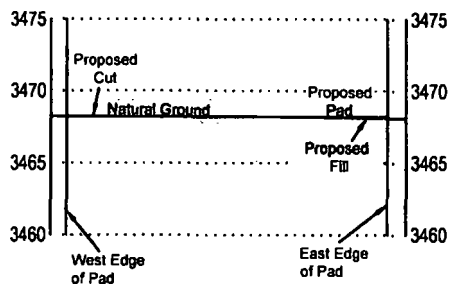 3475
3475
Proposed
Cut
3470
3470
Proposed
Pad
Natural Ground
Proposed
Fill
3465
3465
3460
3460
West Edge
of Pad
East Edge
of Pad